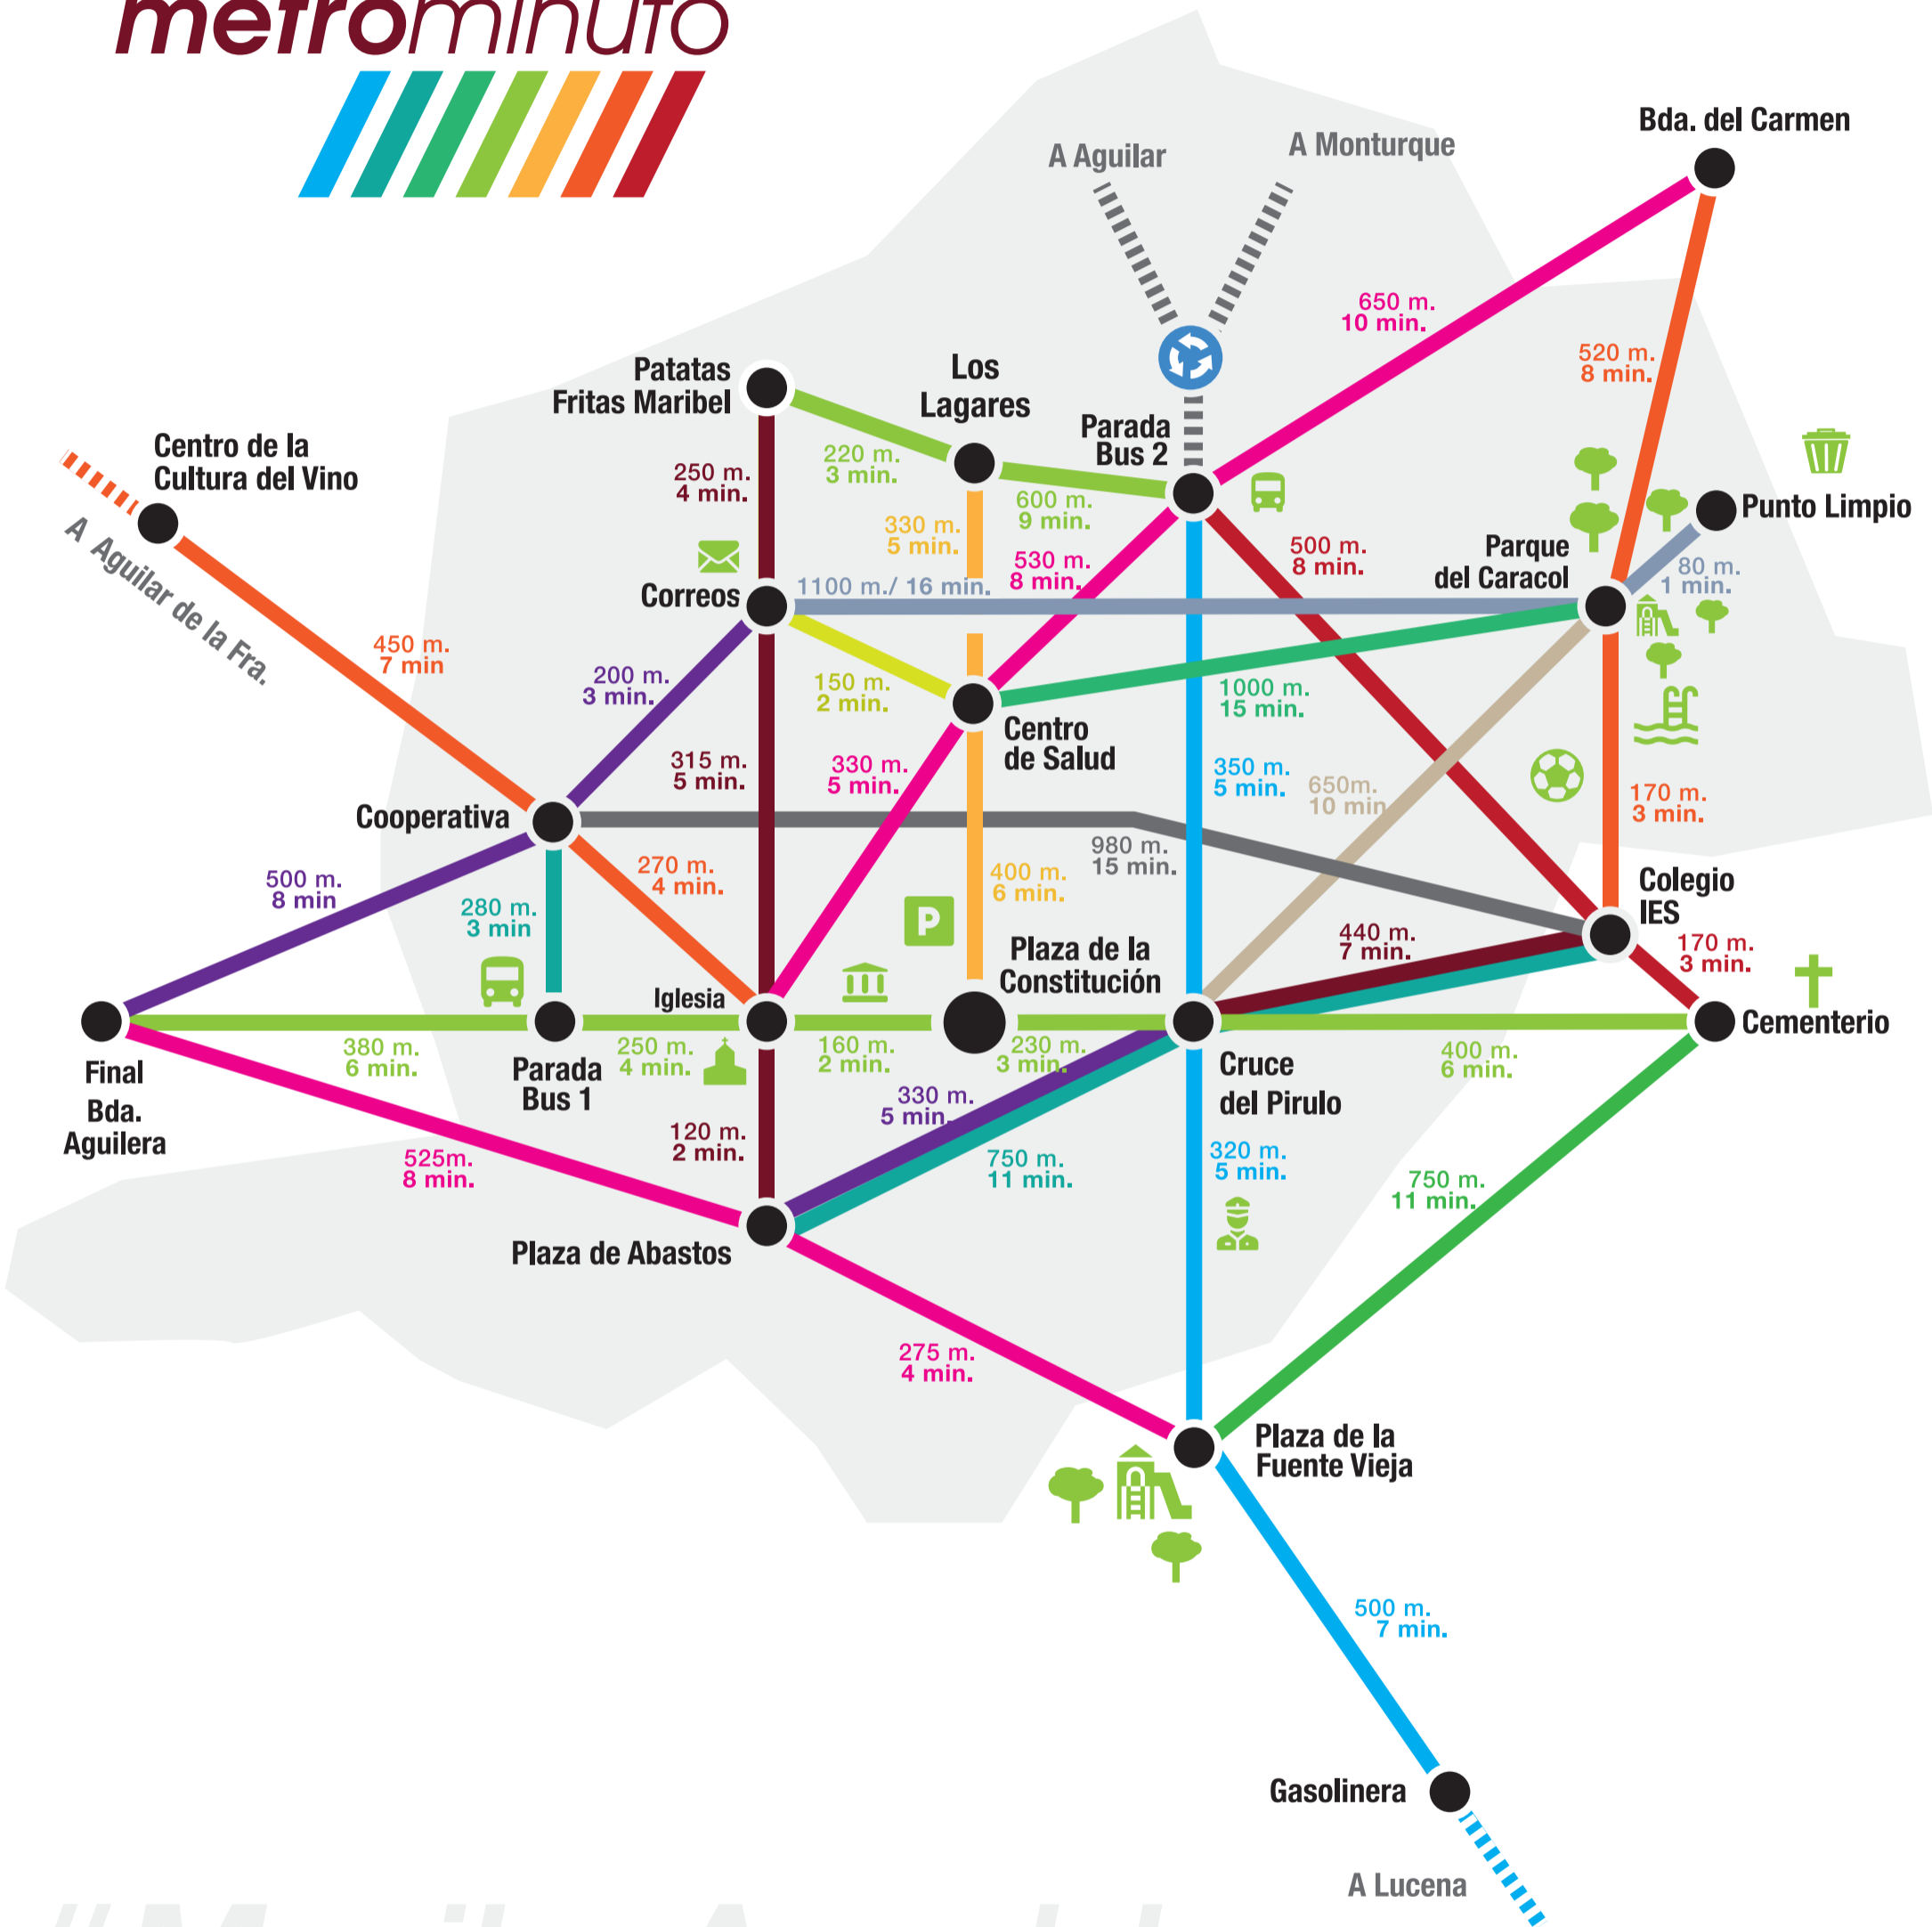 metrominuto
Bda. del Carmen
A Aguilar
A Monturque
650 m.
10 min.
520 m.
8 min.
Patatas
Fritas Maribel
Los
Lagares
Parada
Bus 2
Centro de la
Cultura del Vino
220 m.
3 min.
250 m.
4 min.
600 m.
9 min.
330 m.
5 min.
Punto Limpio
A Aguilar de la Fra.
530 m.
8 min.
500 m.
8 min.
Parque
del Caracol
80 m.
1 min.
Correos
1100 m./ 16 min.
450 m.
7 min
200 m.
3 min.
150 m.
2 min.
1000 m.
15 min.
Centro
de Salud
315 m.
5 min.
330 m.
5 min.
350 m.
5 min.
650m.
10 min
170 m.
3 min.
Cooperativa
980 m.
15 min.
270 m.
4 min.
400 m.
6 min.
500 m.
8 min
280 m.
3 min
Colegio
IES
440 m.
7 min.
170 m.
3 min.
P
Plaza de la
Constitución
Iglesia
Cementerio
Final
Bda.
Aguilera
380 m.
6 min.
Parada
Bus 1
250 m.
4 min.
160 m.
2 min.
230 m.
3 min.
Cruce
del Pirulo
400 m.
6 min.
330 m.
5 min.
120 m.
2 min.
525m.
8 min.
750 m.
11 min.
320 m.
5 min.
750 m.
11 min.
Plaza de Abastos
275 m.
4 min.
Plaza de la
Fuente Vieja
500 m.
7 min.
Gasolinera
A Lucena